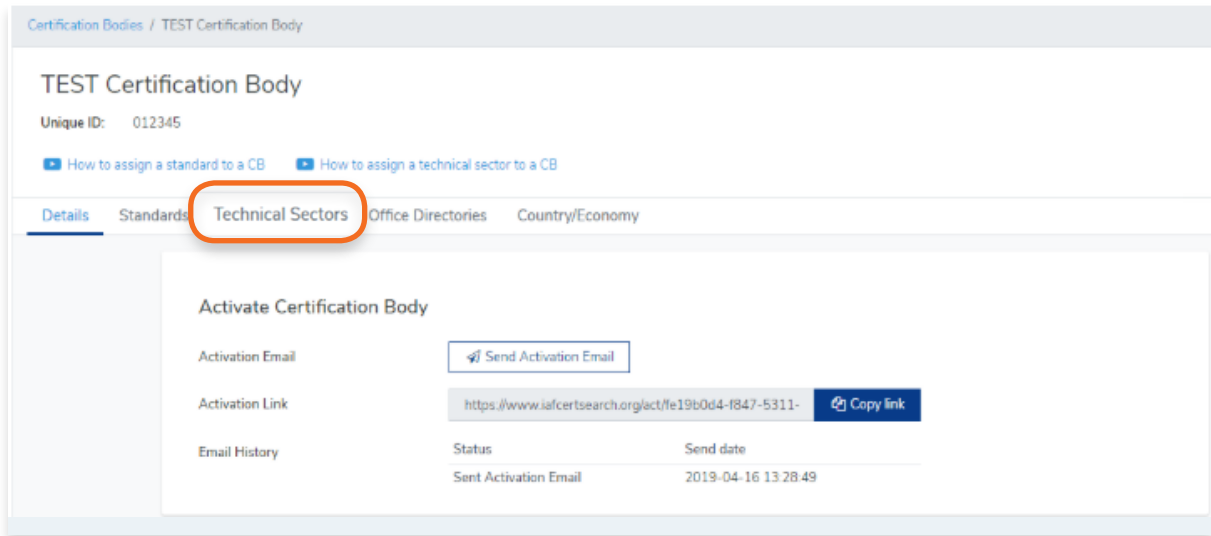 Certification Bodies / TEST Certification Body
TEST Certification Body
Unique ID: 012345
How to assign a standard to a CB How to assign a technical sector to a CB
Details Standards Technical Sectors Office Directories Country/Economy
Activate Certification Body
Activation Email Send Activation Email
Activation Link https://www.iafcertsearch.org/act/fe19b0d4-f847-5311- Copy link
Email History Status Send date
Sent Activation Email 2019-04-16 13:28:49